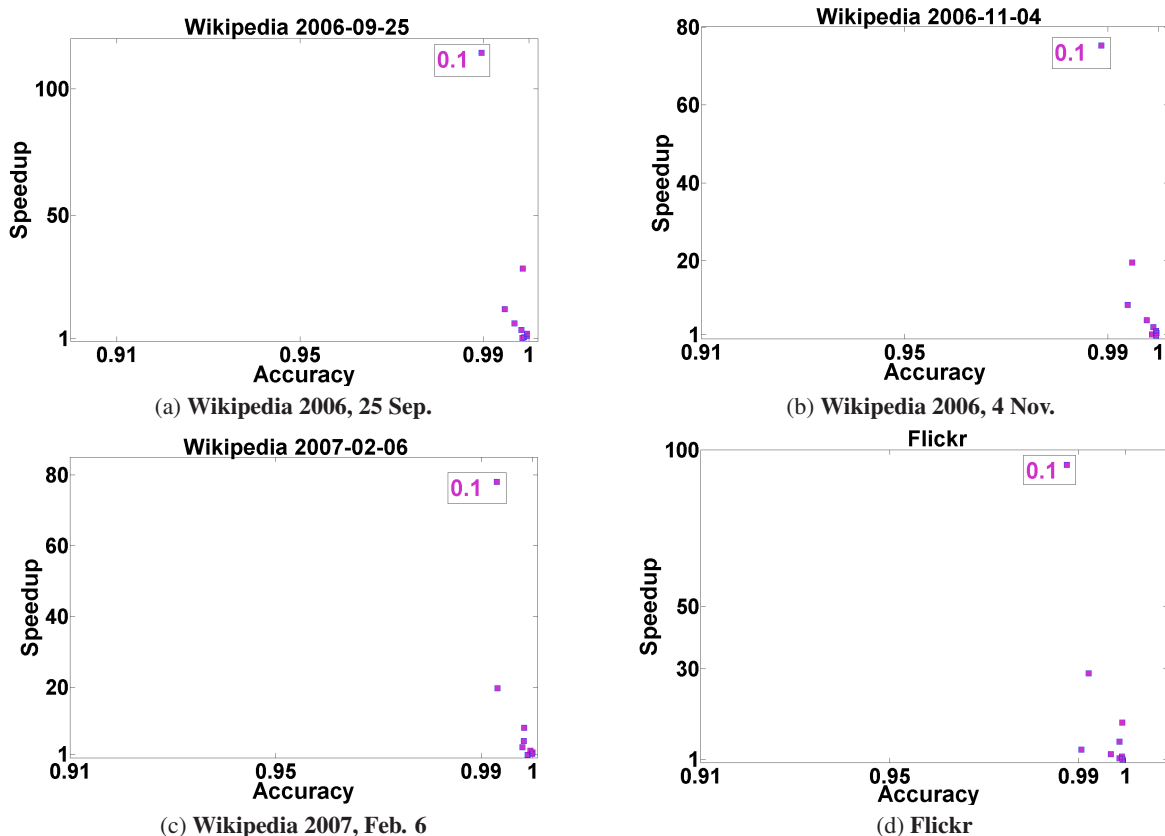 Wikipedia 2006-09-25
0.1
100
50
1
Speedup
0.91 0.95 0.99 1
Accuracy
(a) Wikipedia 2006, 25 Sep.
Wikipedia 2006-11-04
0.1
80
60
40
20
1
Speedup
0.91 0.95 0.99 1
Accuracy
(b) Wikipedia 2006, 4 Nov.
Wikipedia 2007-02-06
0.1
80
60
40
20
1
Speedup
0.91 0.95 0.99 1
Accuracy
(c) Wikipedia 2007, Feb. 6
Flickr
0.1
100
50
30
1
Speedup
0.91 0.95 0.99 1
Accuracy
(d) Flickr